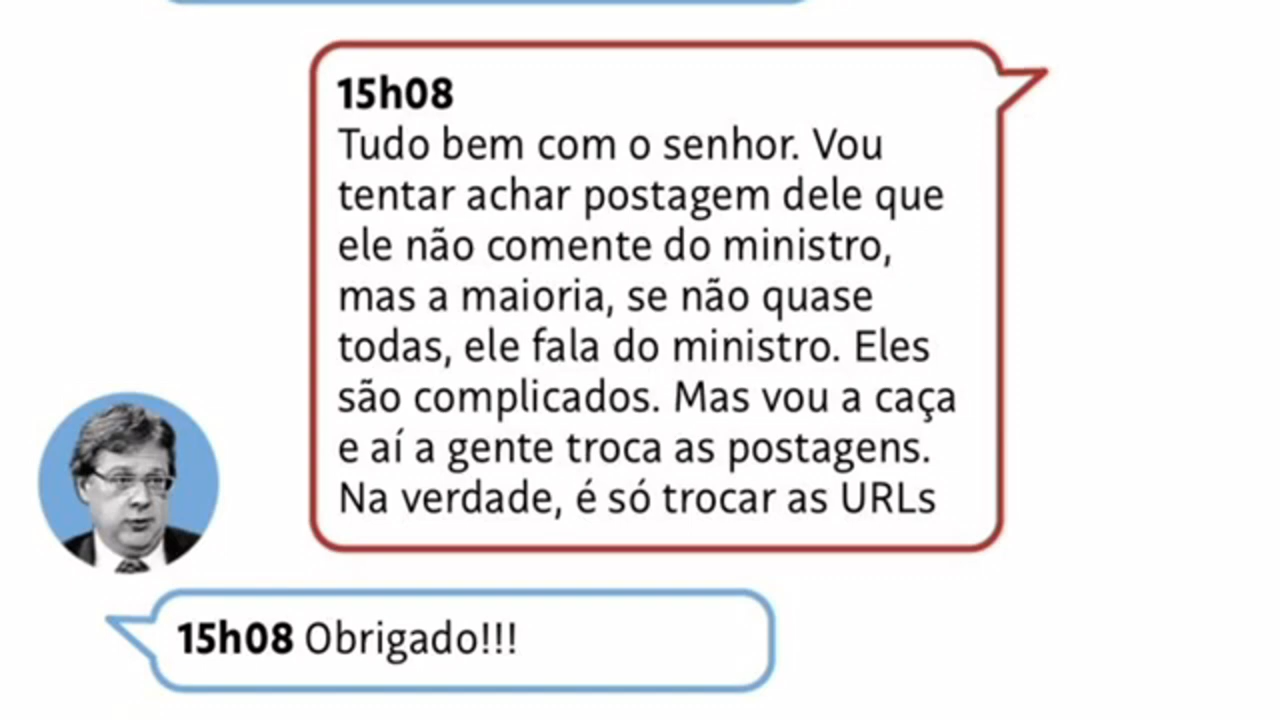 15h08
Tudo bem com o senhor. Vou
tentar achar postagem dele que
ele não comente do ministro,
mas a maioria, se não quase
todas, ele fala do ministro. Eles
são complicados. Mas vou a caça
e aí a gente troca as postagens.
Na verdade, é só trocar as URLs
15h08 Obrigado!!!